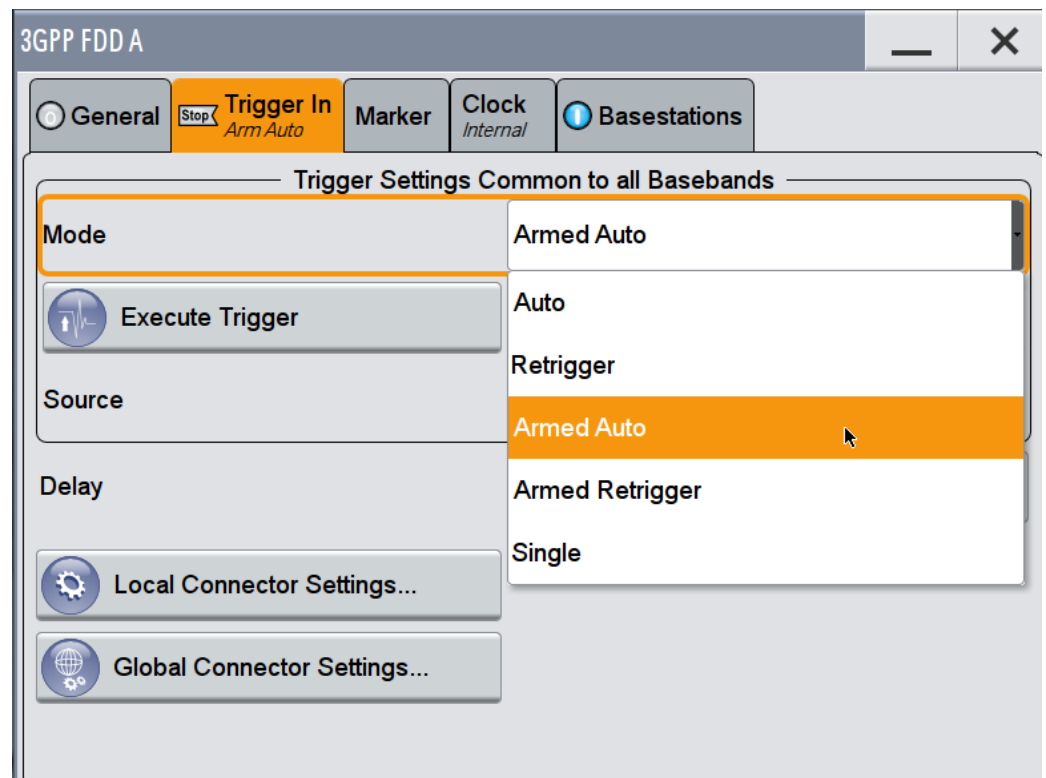 3GPP FDD A
General
Stop
Trigger In
Arm Auto
Marker
Clock
Internal
Basestations
Trigger Settings Common to all Basebands
Mode
Armed Auto
Auto
Execute Trigger
Retrigger
Source
Armed Auto
Delay
Armed Retrigger
Single
Local Connector Settings...
Global Connector Settings...